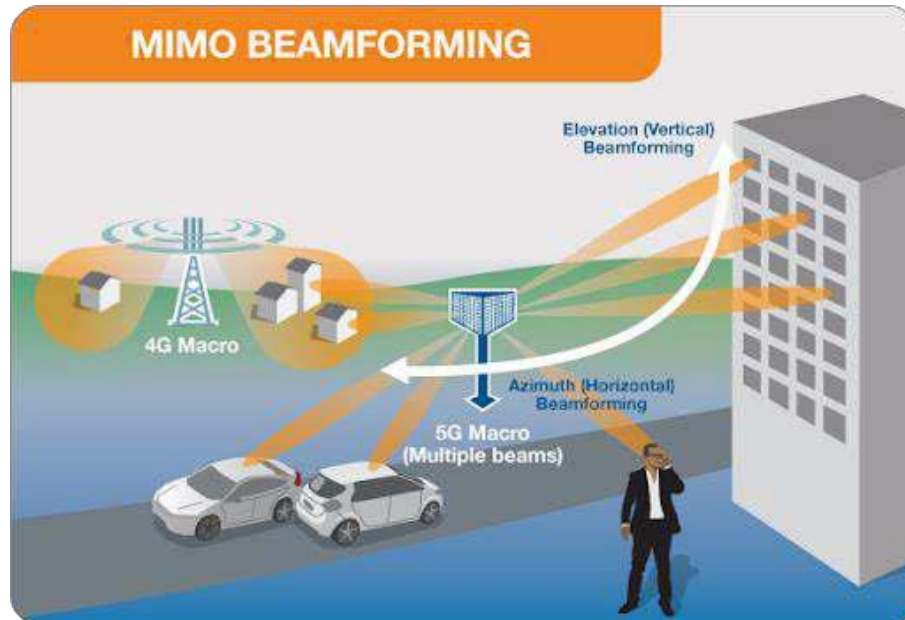 MIMO BEAMFORMING
Elevation (Vertical)
Beamforming
4G Macro
Azimuth (Horizontal)
Beamforming
5G Macro
(Multiple beams)